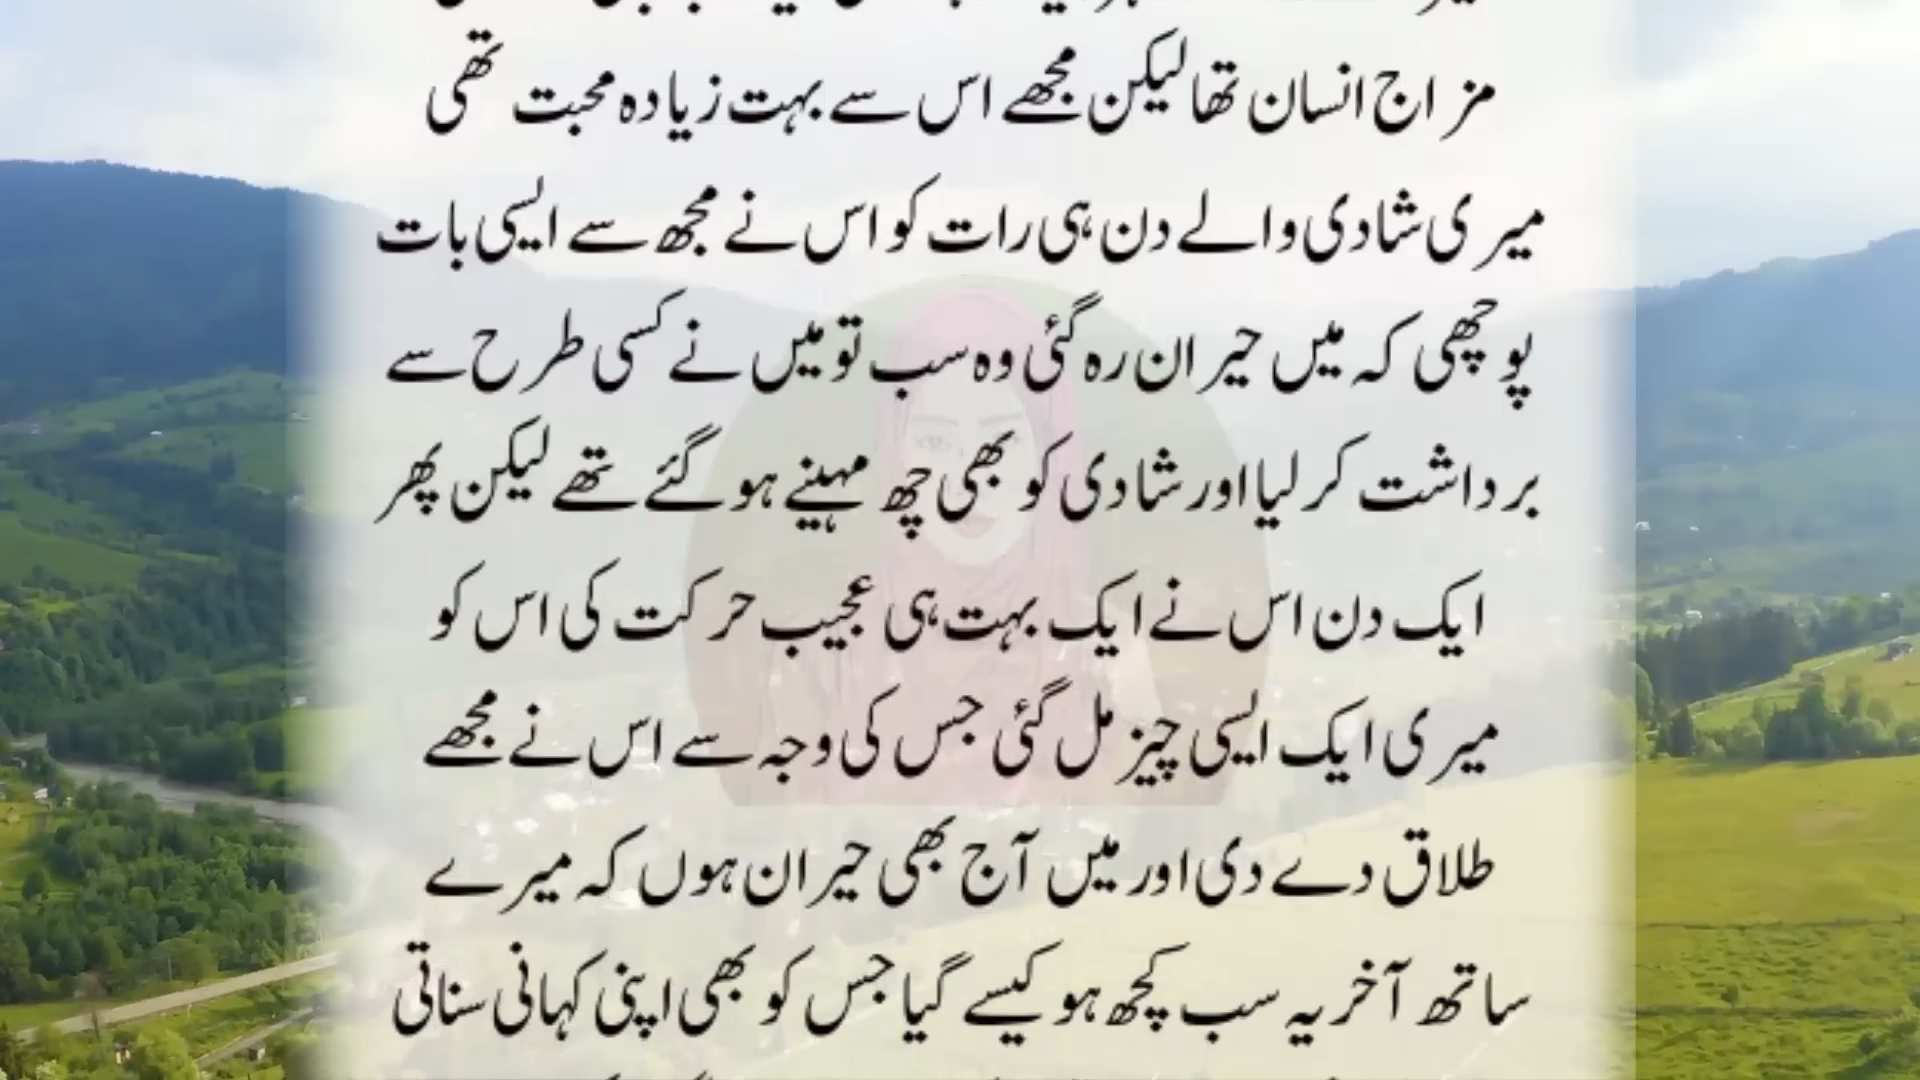 مزاج انسان تھا لیکن مجھے اس سے بہت زیادہ محبت تھی
میری شادی والے دن ہی رات کو اس نے مجھ سے ایسی بات
پوچھی کہ میں حیران رہ گئی وہ سب تو میں نے کسی طرح سے
برداشت کر لیا اور شادی کو بھی چھ مہینے ہو گئے تھے لیکن پھر
ایک دن اس نے ایک بہت ہی عجیب حرکت کی اس کو
میری ایک ایسی چیز مل گئی جس کی وجہ سے اس نے مجھے
طلاق دے دی اور میں آج بھی حیران ہوں کہ میرے
ساتھ آخر یہ سب کچھ ہو کیسے گیا جس کو بھی اپنی کہانی سناتی